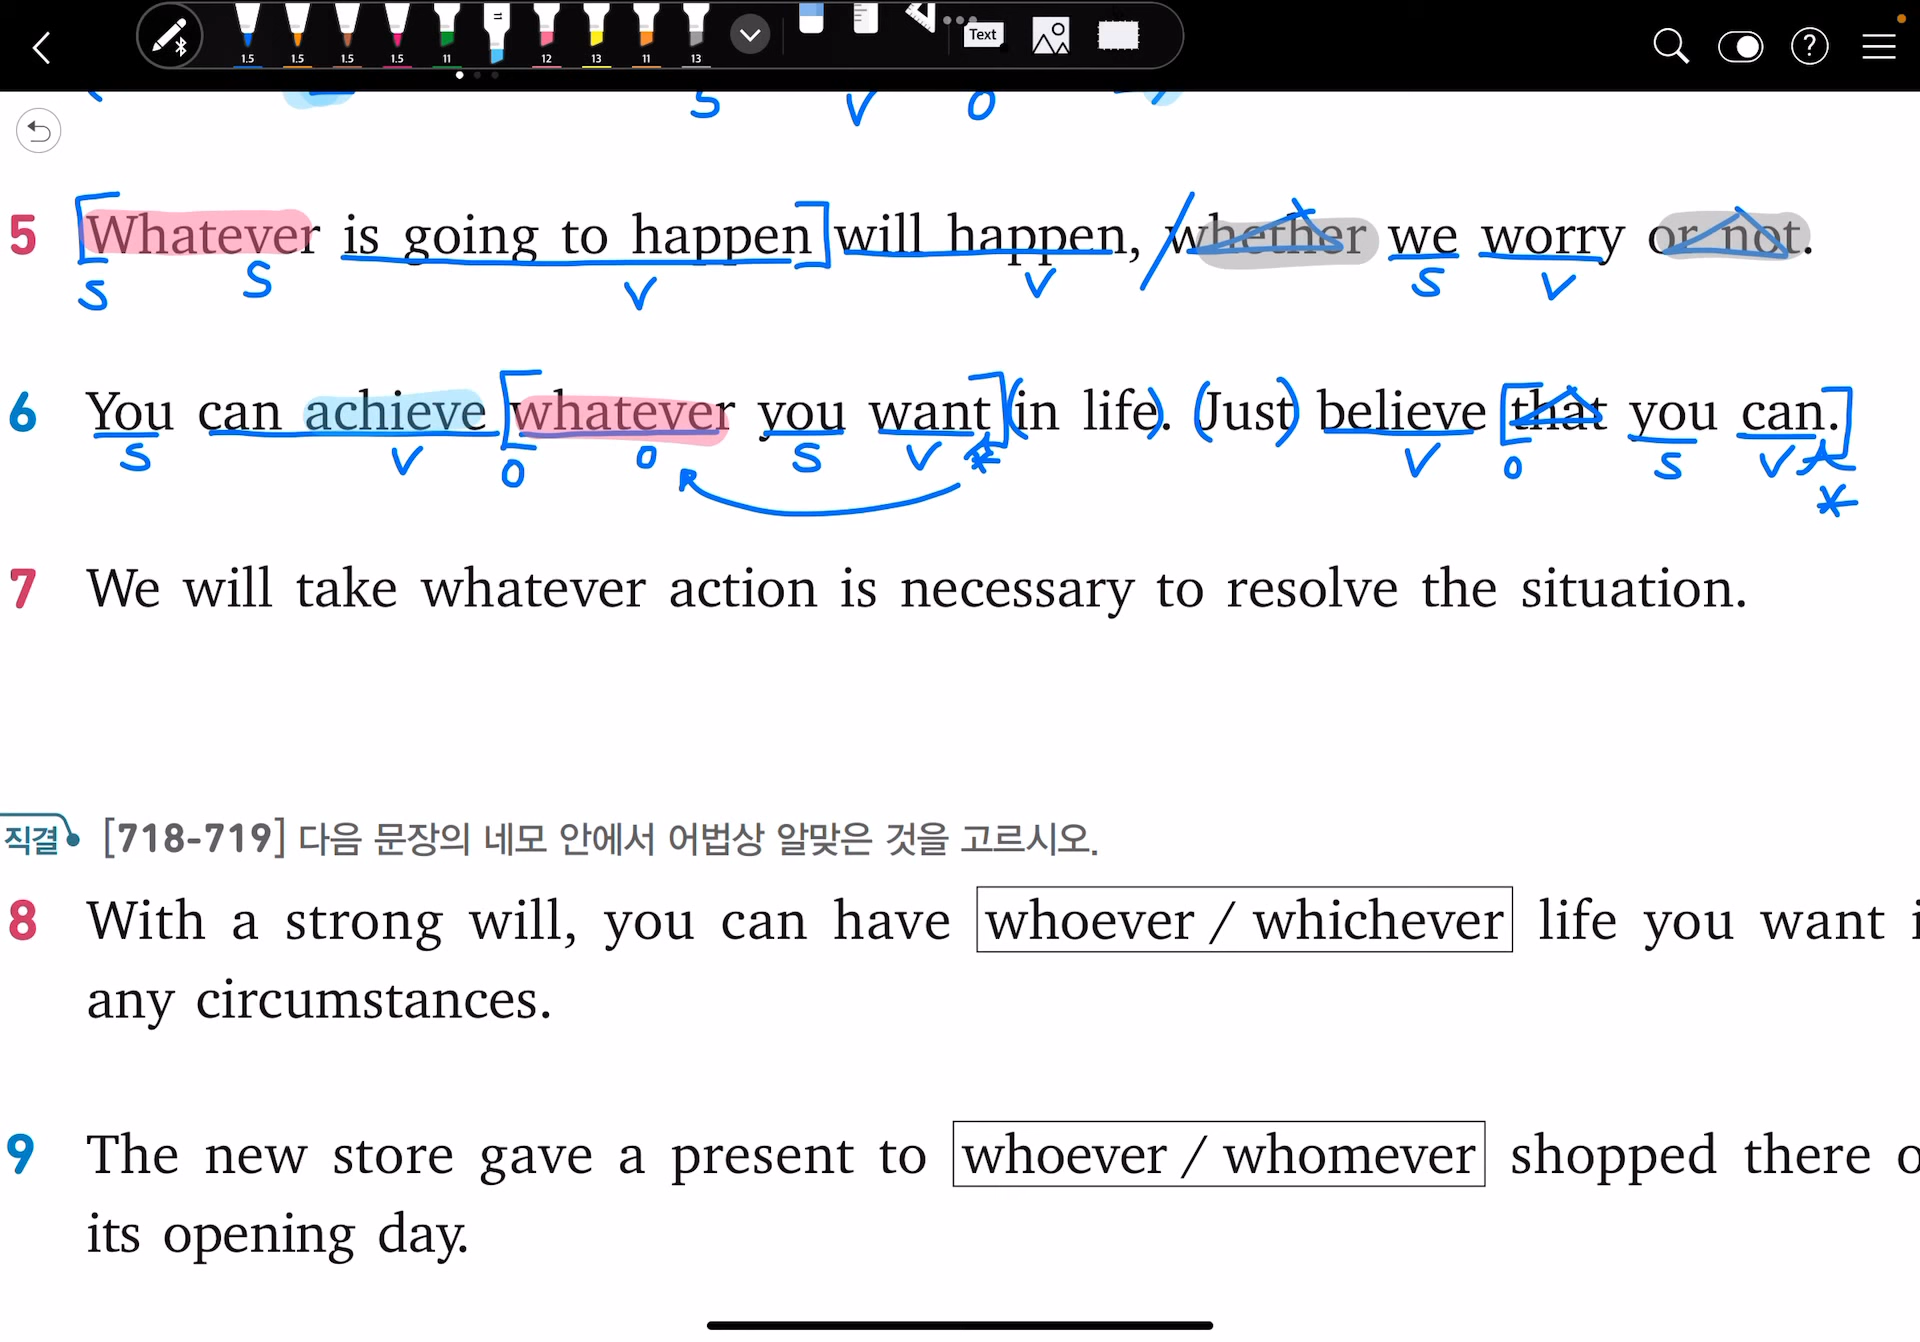 1.5 1.5 1.5 1.5 11 11 12 13 11 13 Text
S V O
5 Whatever is going to happen will happen, whether we worry or not.
S S V V S V
6 You can achieve whatever you want in life. Just believe that you can.
S V O O S V * V O S V
*
7 We will take whatever action is necessary to resolve the situation.
직결 [718-719] 다음 문장의 네모 안에서 어법상 알맞은 것을 고르시오.
8 With a strong will, you can have whoever / whichever life you want
any circumstances.
9 The new store gave a present to whoever / whomever shopped there
its opening day.